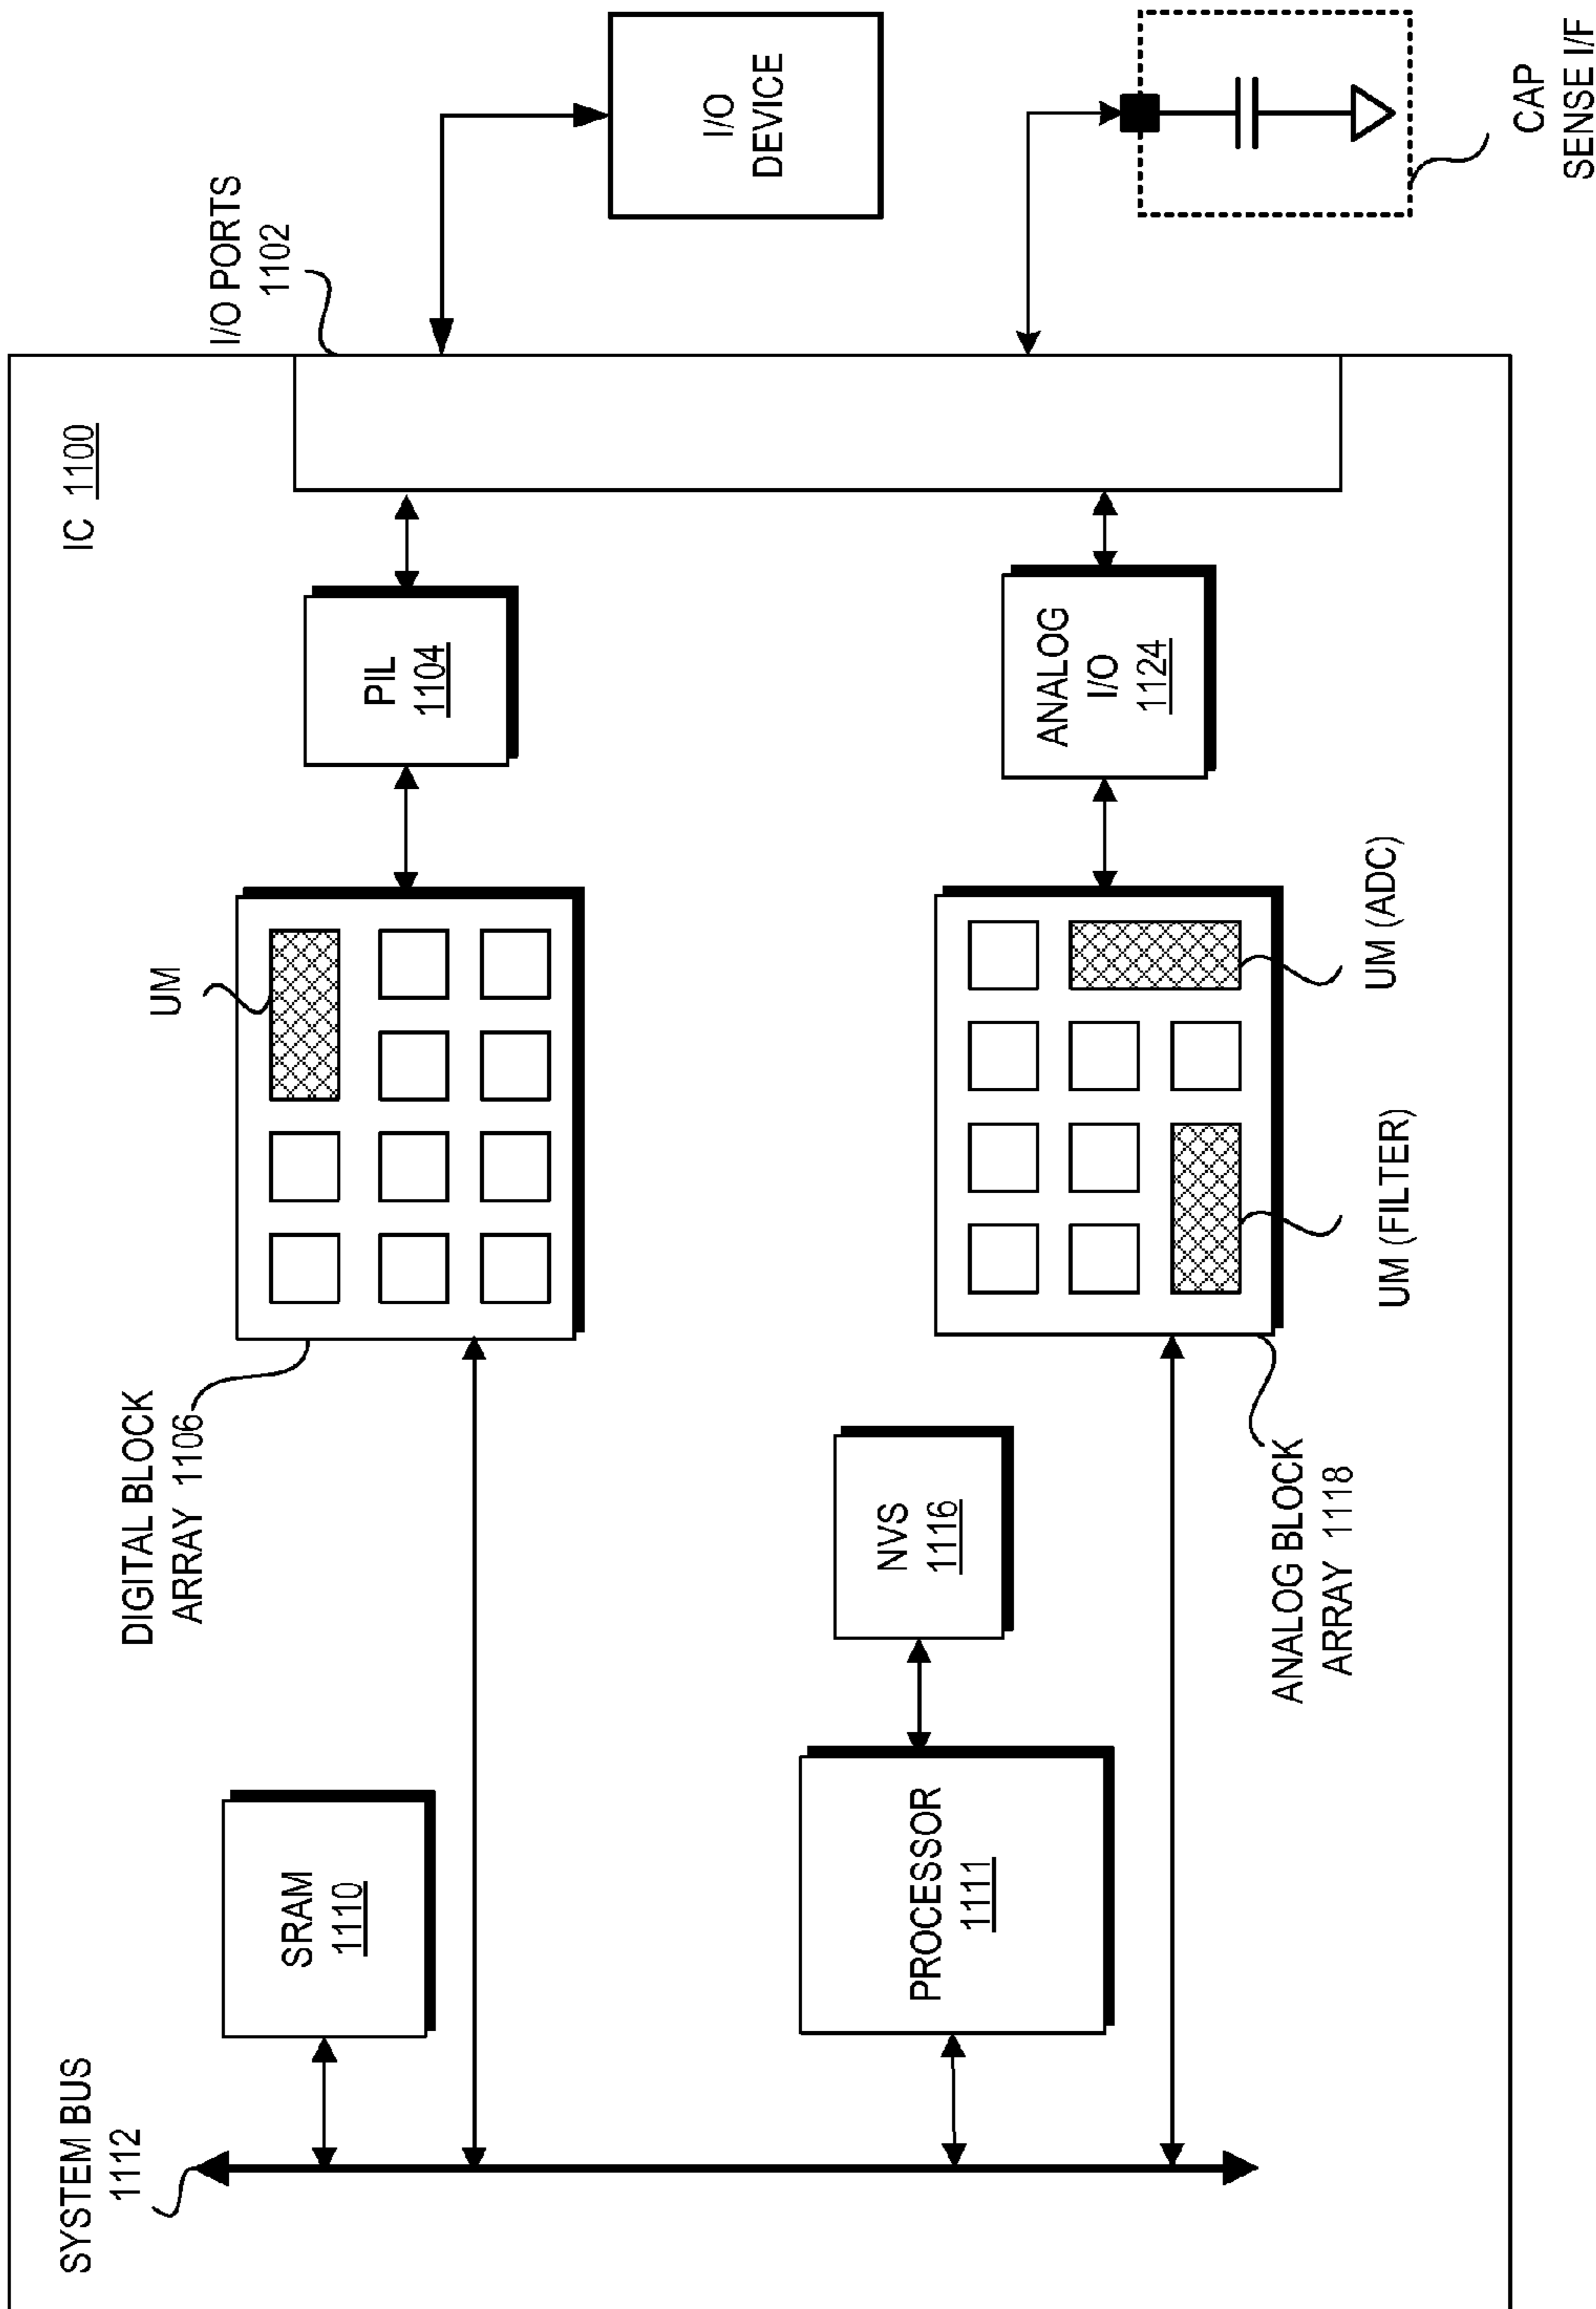 SYSTEM BUS
1112
SRAM
1110
DIGITAL BLOCK
ARRAY 1106
UM
PIL
1104
IC 1100
I/O PORTS
1102
I/O
DEVICE
PROCESSOR
1111
NVS
1116
ANALOG BLOCK
ARRAY 1118
UM (FILTER)
UM (ADC)
ANALOG
I/O
1124
CAP
SENSE I/F